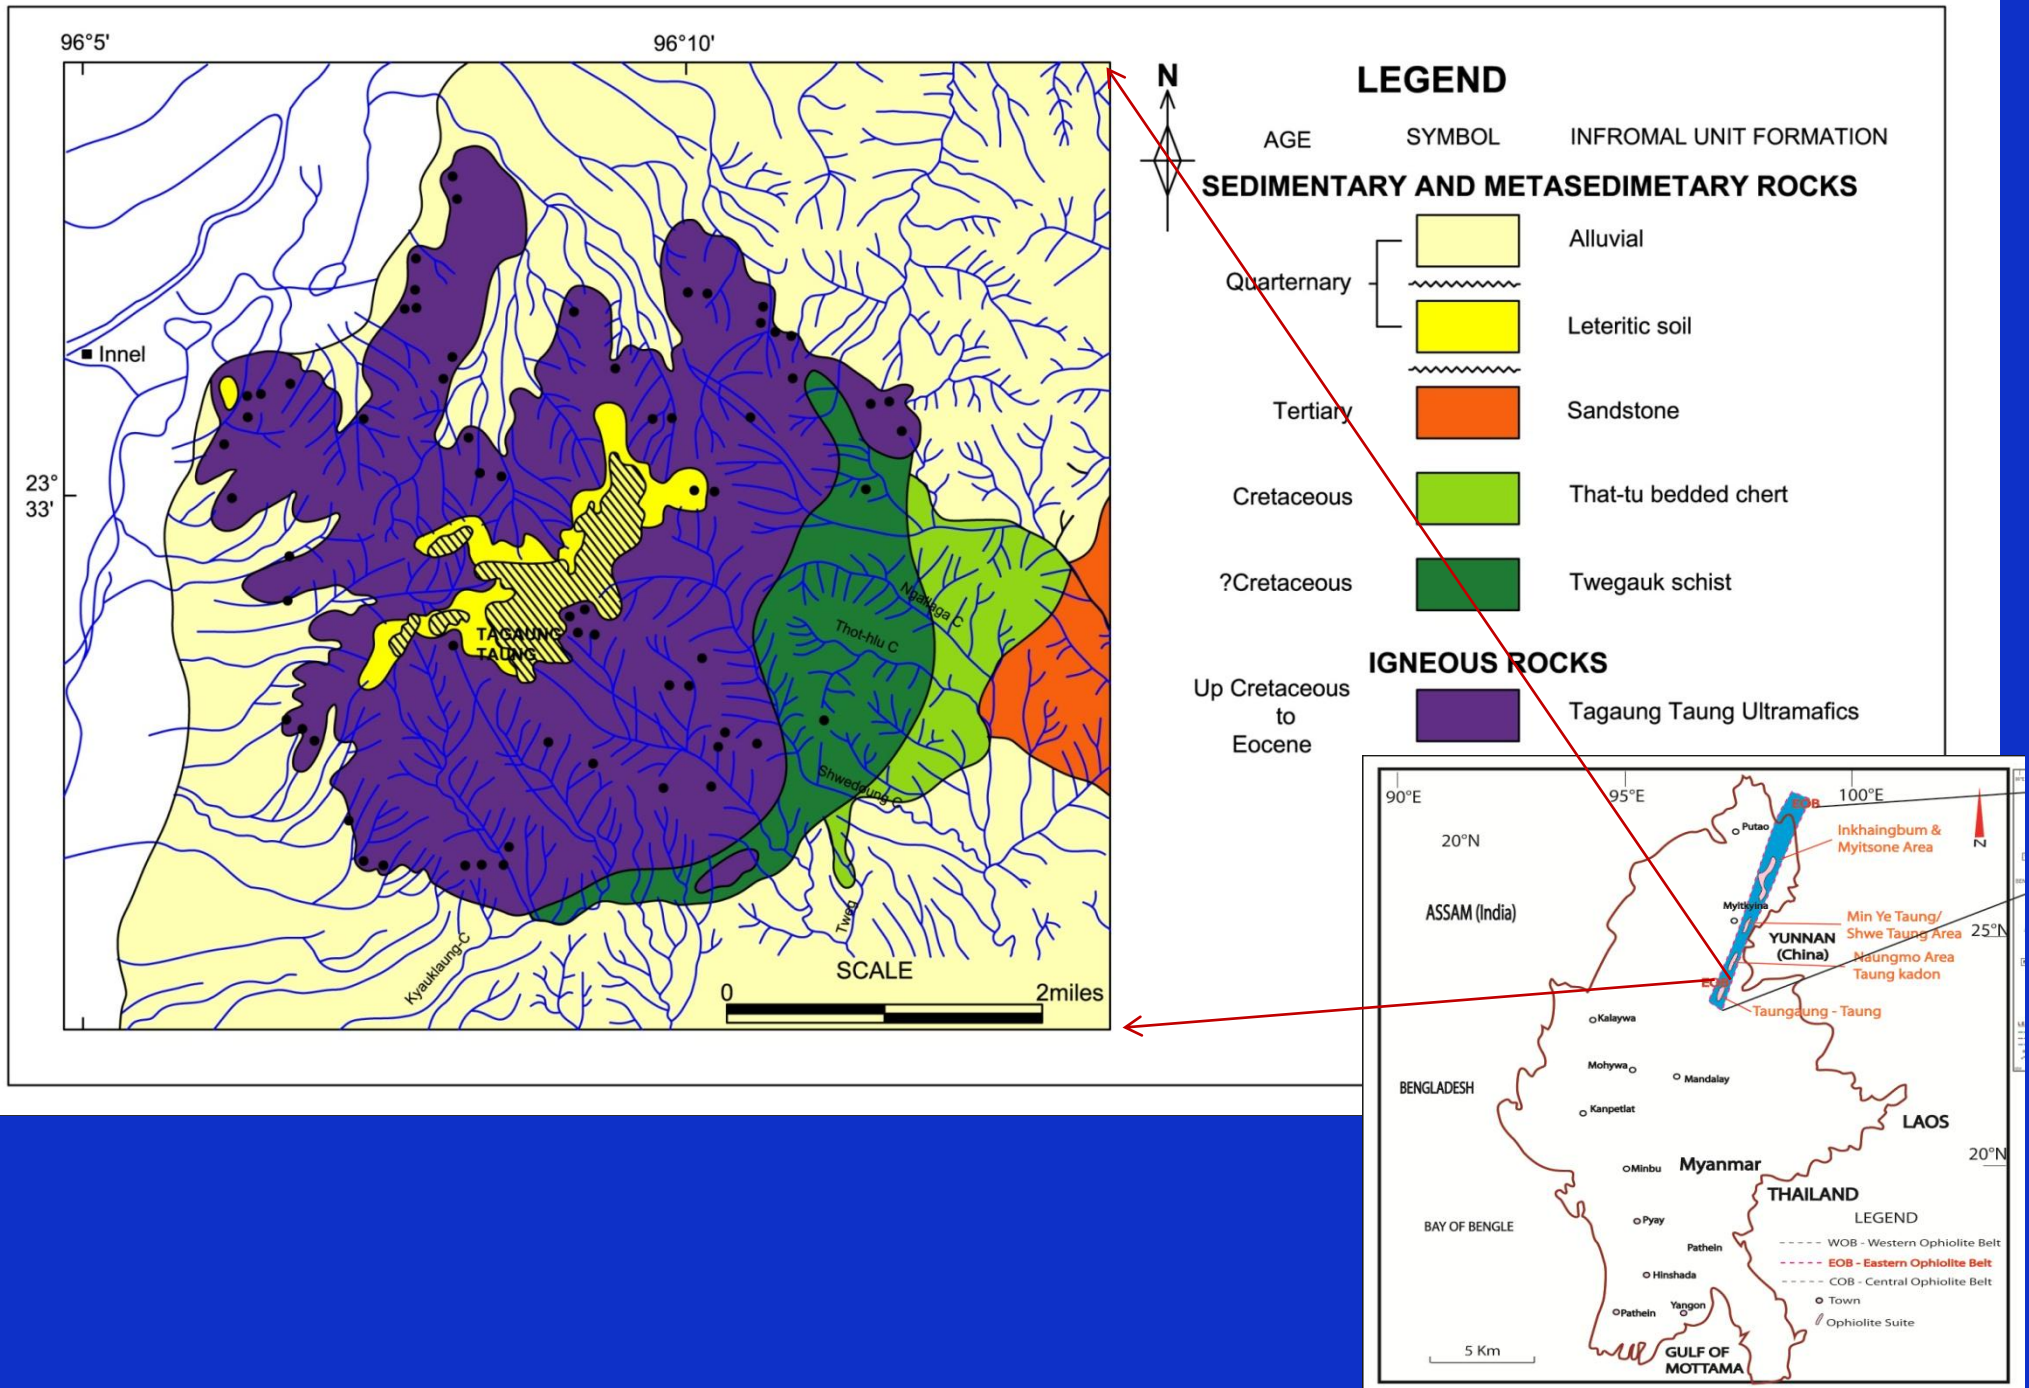 96°5'
96°10'
23°
33'
Innel
TAGAUNG
TAUNG
Ngallaga C
Thot-hlu C
Shweddung-C
Tweg
Kyauklaung-C
SCALE
0
2miles
N
LEGEND
AGE
SYMBOL
INFROMAL UNIT FORMATION
SEDIMENTARY AND METASEDIMETARY ROCKS
Quarternary
Alluvial
Leteritic soil
Tertiary
Sandstone
Cretaceous
That-tu bedded chert
?Cretaceous
Twegauk schist
IGNEOUS ROCKS
Up Cretaceous
to
Eocene
Tagaung Taung Ultramafics
90°E
95°E
100°E
20°N
EOB
Putao
Inkhaingbum &
Myitsone Area
N
ASSAM (India)
Myitkyina
Min Ye Taung/
Shwe Taung Area
25°N
YUNNAN
(China)
Naungmo Area
Taung kadon
Taungaung - Taung
Kalaywa
Mohywa
Mandalay
BENGLADESH
Kanpetlat
LAOS
20°N
Minbu
Myanmar
THAILAND
LEGEND
BAY OF BENGLE
Pyay
WOB - Western Ophiolite Belt
Pathein
EOB - Eastern Ophiolite Belt
Hinshada
COB - Central Ophiolite Belt
Town
Pathein
Yangon
Ophiolite Suite
5 Km
GULF OF
MOTTAMA